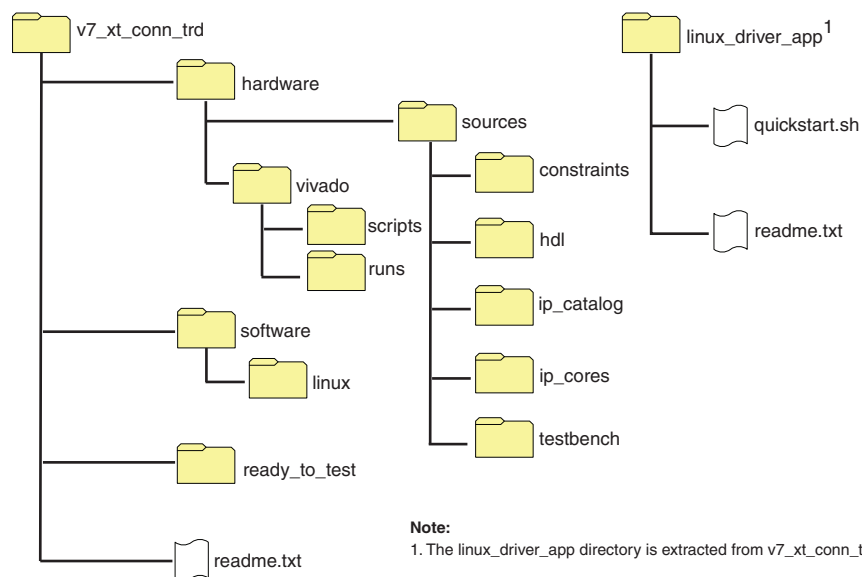 v7_xt_conn_trd
linux_driver_app1
hardware
quickstart.sh
sources
constraints
vivado
scripts
hdl
readme.txt
runs
ip_catalog
software
linux
ip_cores
testbench
ready_to_test
Note:
1. The linux_driver_app directory is extracted from v7_xt_conn_t
readme.txt